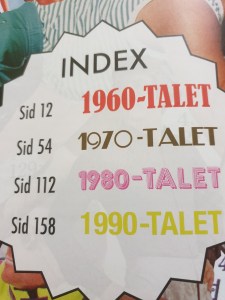 INDEX
Sid 12 1960-TALET
Sid 54 1970-TALET
Sid 112 1980-TALET
Sid 158 1990-TALET